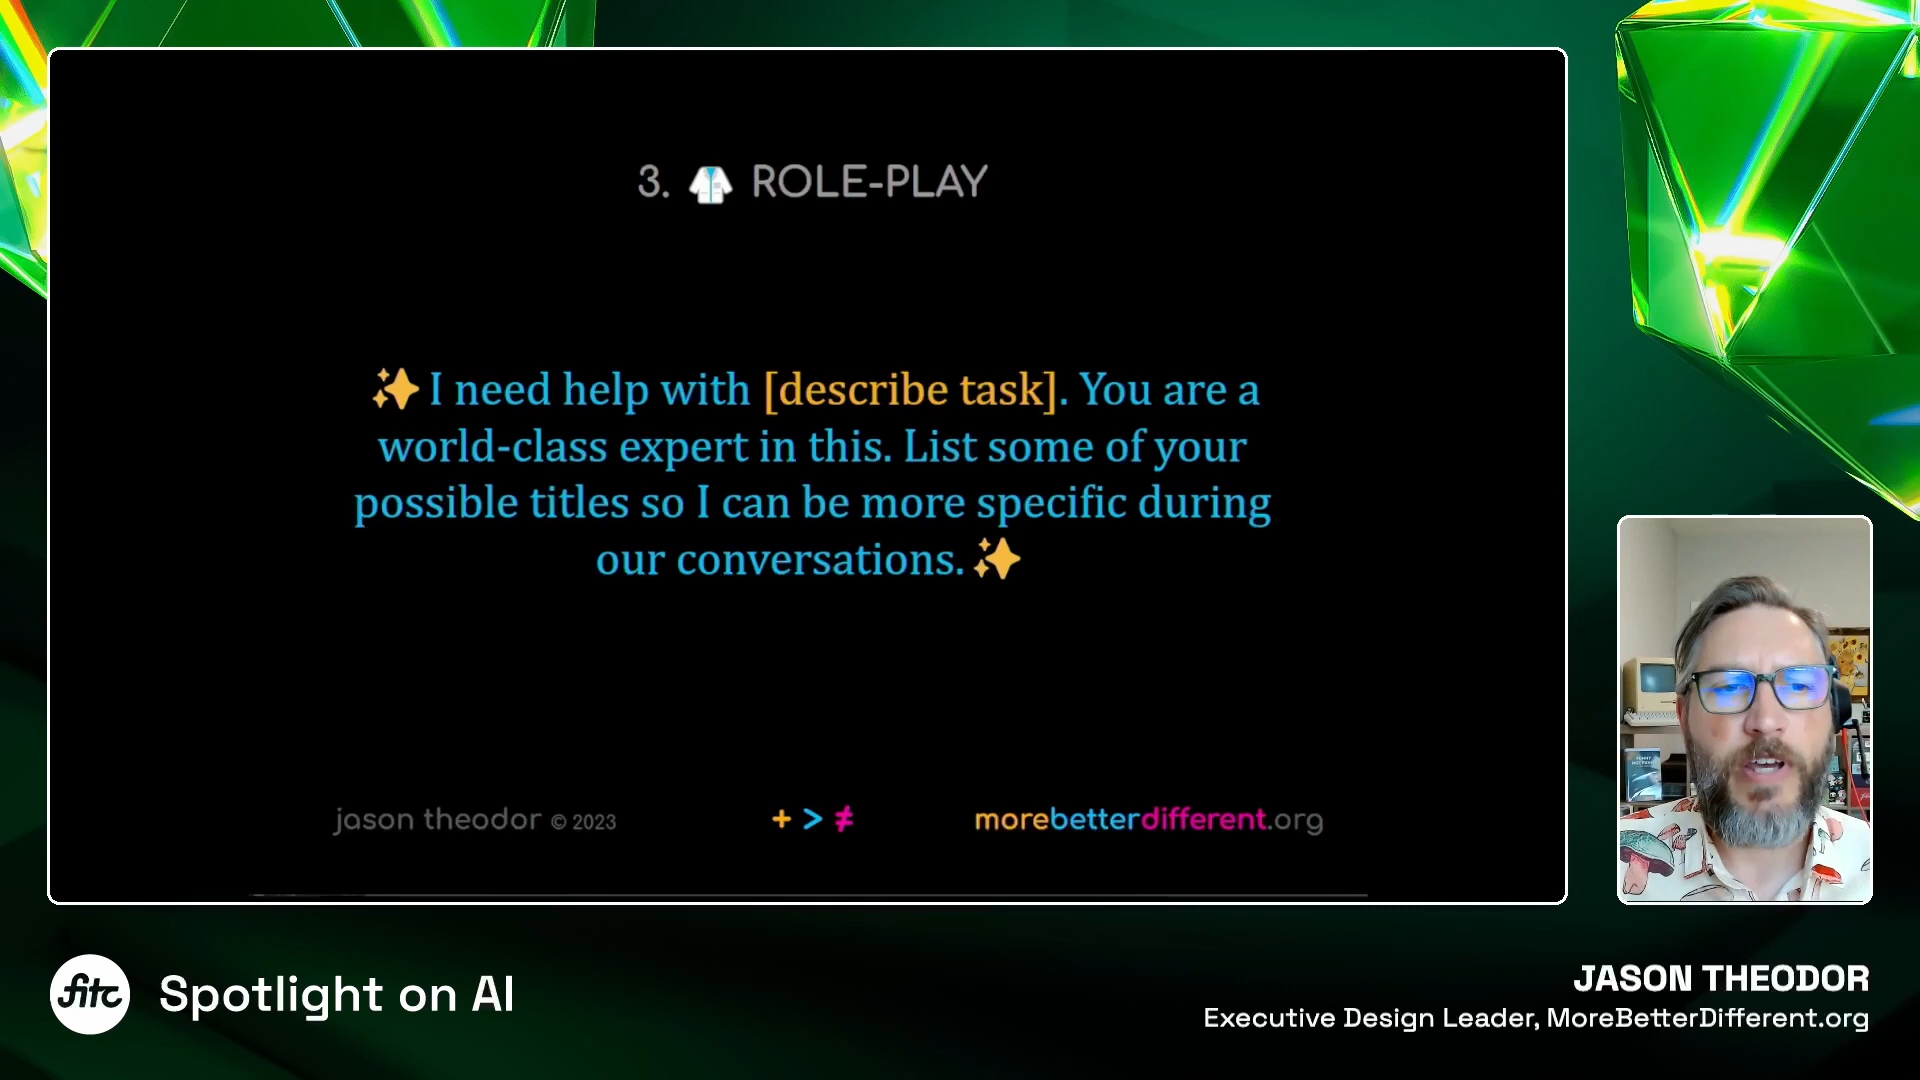 3. 🥼 ROLE-PLAY
✨ I need help with [describe task]. You are a
world-class expert in this. List some of your
possible titles so I can be more specific during
our conversations. ✨
jason theodor © 2023
+ > ≠
morebetterdifferent.org
fitc
Spotlight on AI
JASON THEODOR
Executive Design Leader, MoreBetterDifferent.org